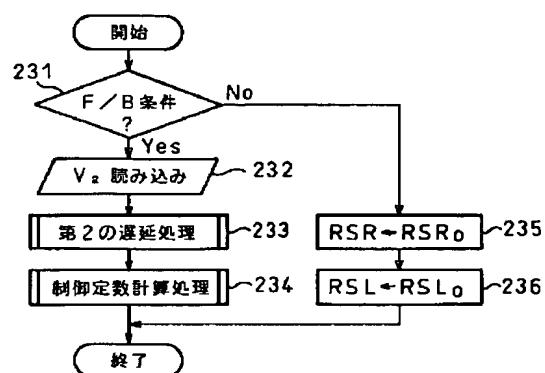 開始
231
F/B条件
?
No
Yes
V₂ 読み込み
232
第2の遅延処理
233
RSR←RSR₀
235
制御定数計算処理
234
RSL←RSL₀
236
終了